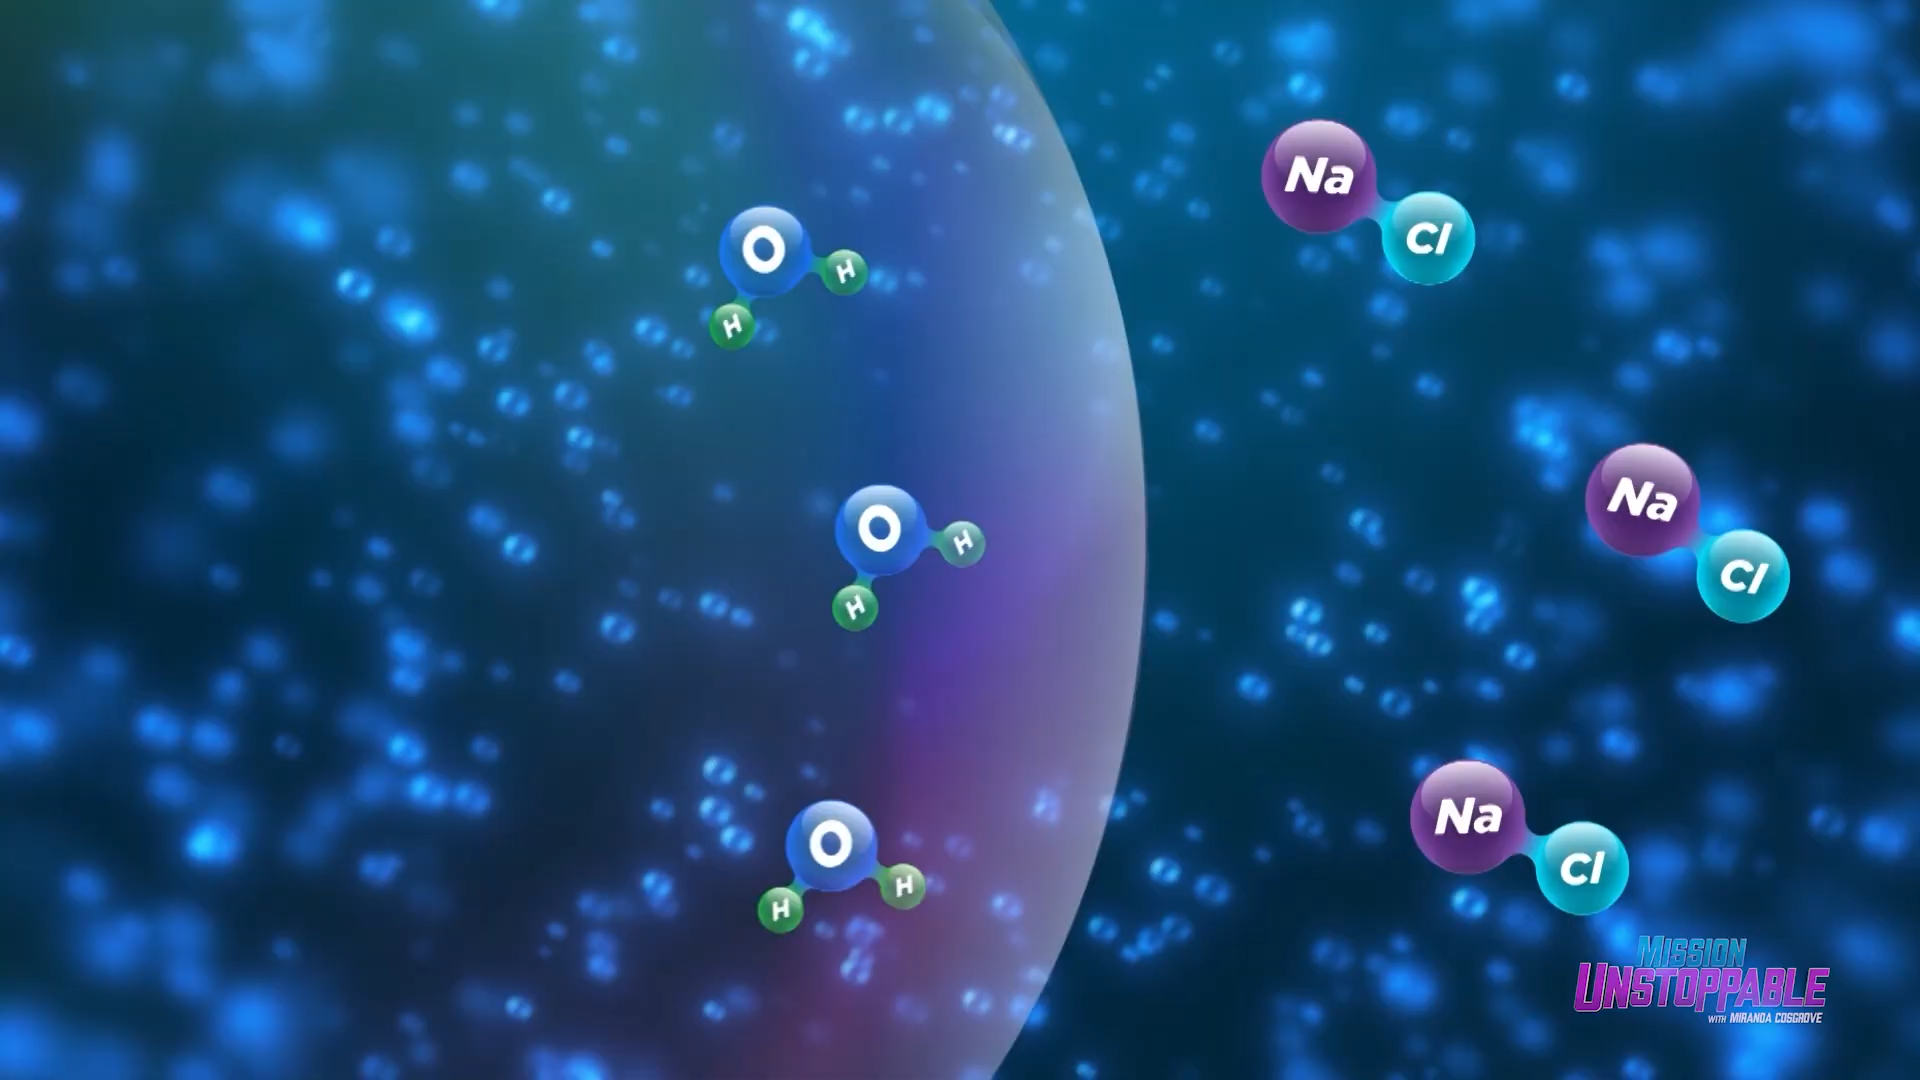 Na
Cl
O
H
H
Na
Cl
O
H
H
Na
Cl
O
H
H
MISSION
UNSTOPPABLE
WITH MIRANDA COSGROVE